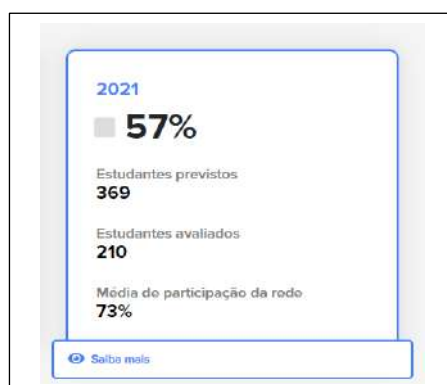 2021
57%
Estudantes previstos
369
Estudantes avaliados
210
Média de participação da rede
73%
Saiba mais